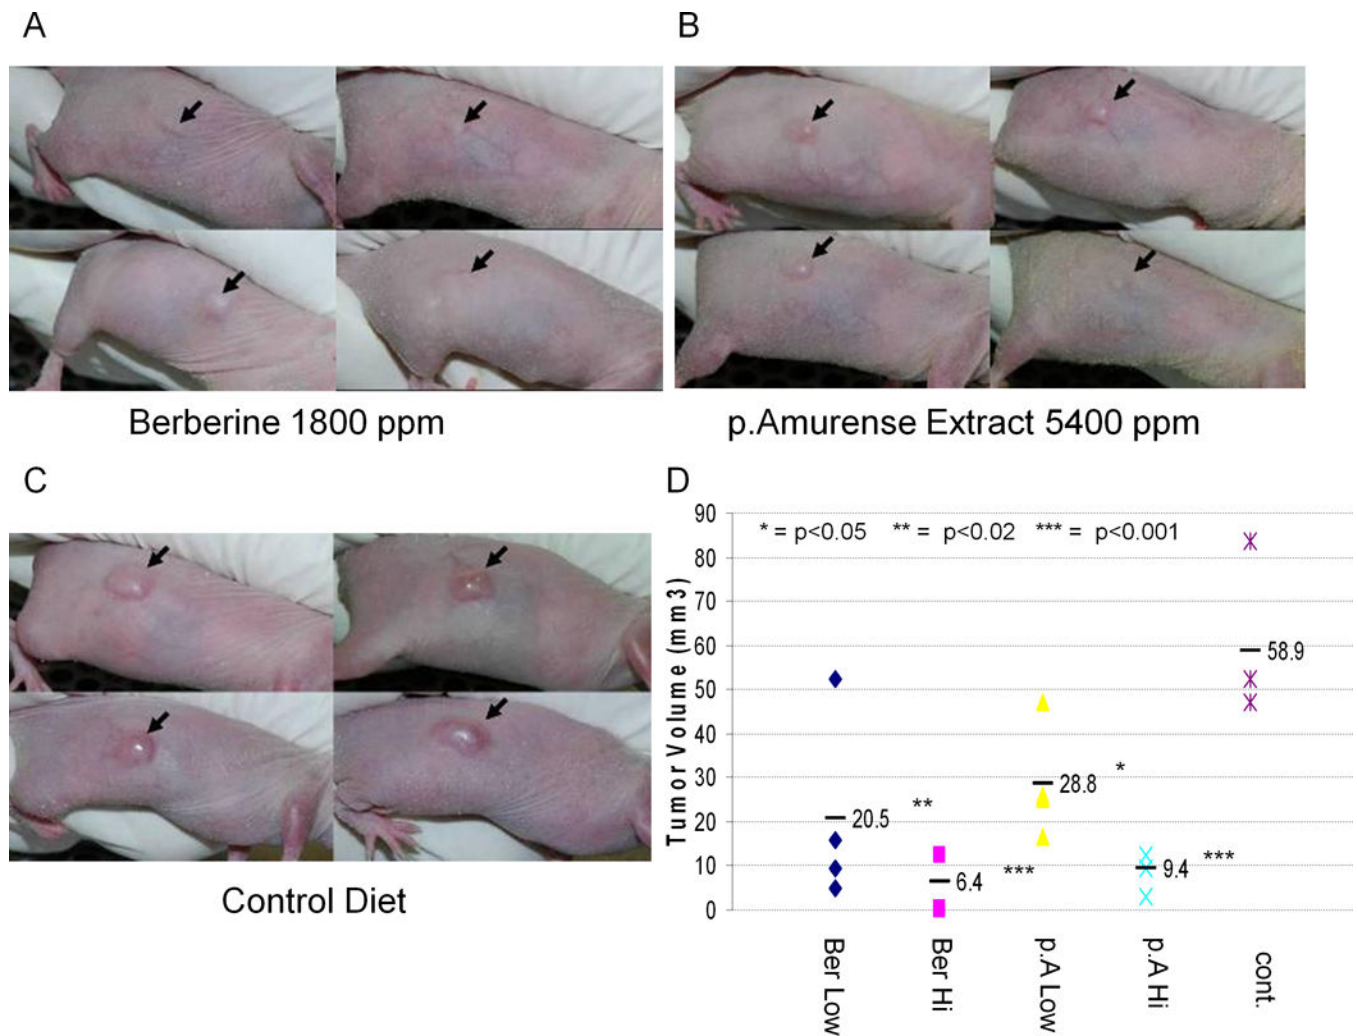 A
B
Berberine 1800 ppm
p.Amurense Extract 5400 ppm
C
Control Diet
D
* = p<0.05 ** = p<0.02 *** = p<0.001
Tumor Volume (mm3)
90
80
70
60
50
40
30
20
10
0
20.5
**
6.4
***
28.8
*
9.4
***
58.9
Ber Low
Ber Hi
p.A Low
p.A Hi
cont.